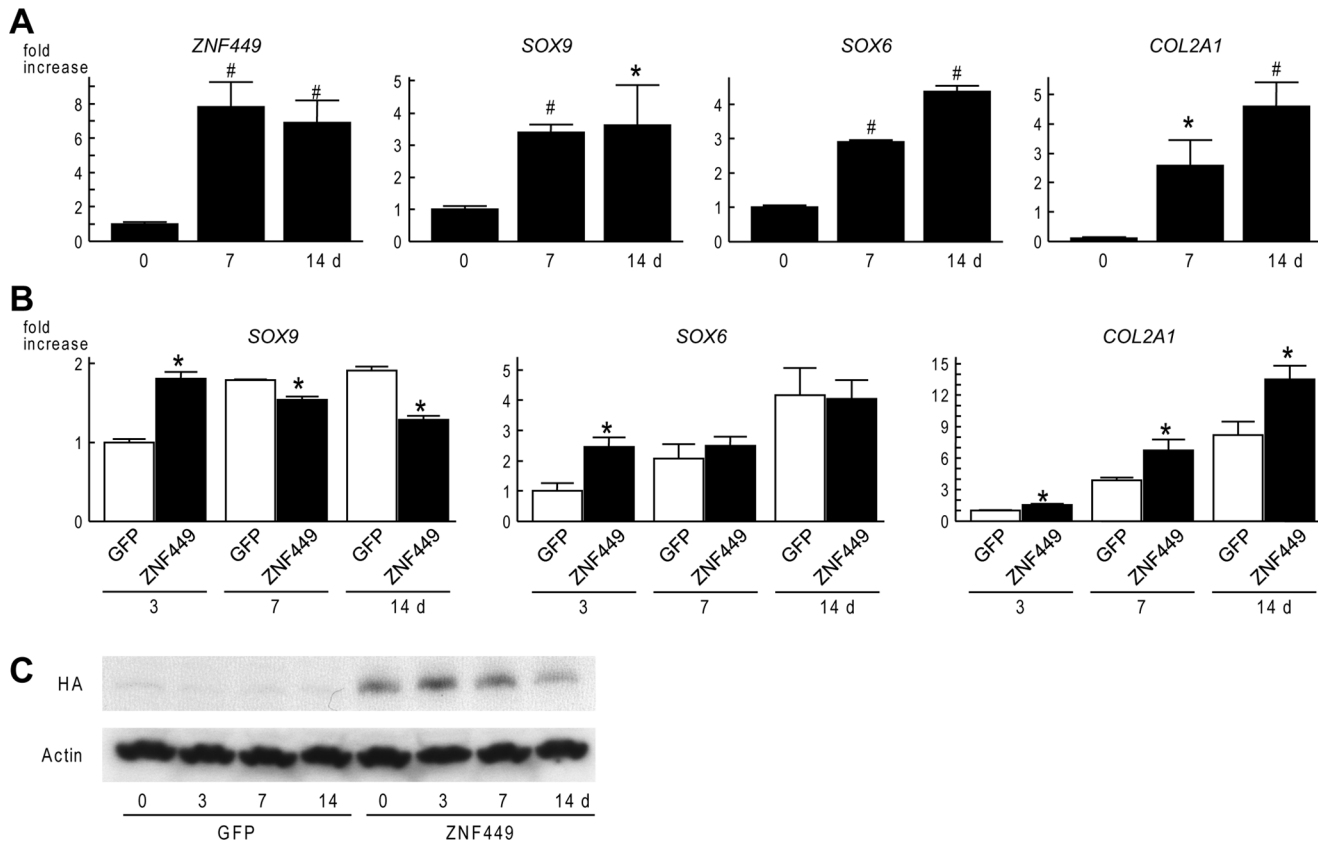 A
fold
increase
ZNF449
SOX9
SOX6
COL2A1
#
#
#
*
#
#
*
#
8
6
4
2
0
5
4
3
2
1
0
4
3
2
1
0
5
4
3
2
1
0
0 7 14 d
0 7 14 d
0 7 14 d
0 7 14 d
B
fold
increase
SOX9
SOX6
COL2A1
*
*
*
*
*
*
*
2
1
0
5
4
3
2
1
0
15
12
9
6
3
0
GFP ZNF449 GFP ZNF449 GFP ZNF449
3 7 14 d
GFP ZNF449 GFP ZNF449 GFP ZNF449
3 7 14 d
GFP ZNF449 GFP ZNF449 GFP ZNF449
3 7 14 d
C
HA
Actin
0 3 7 14 0 3 7 14 d
GFP ZNF449